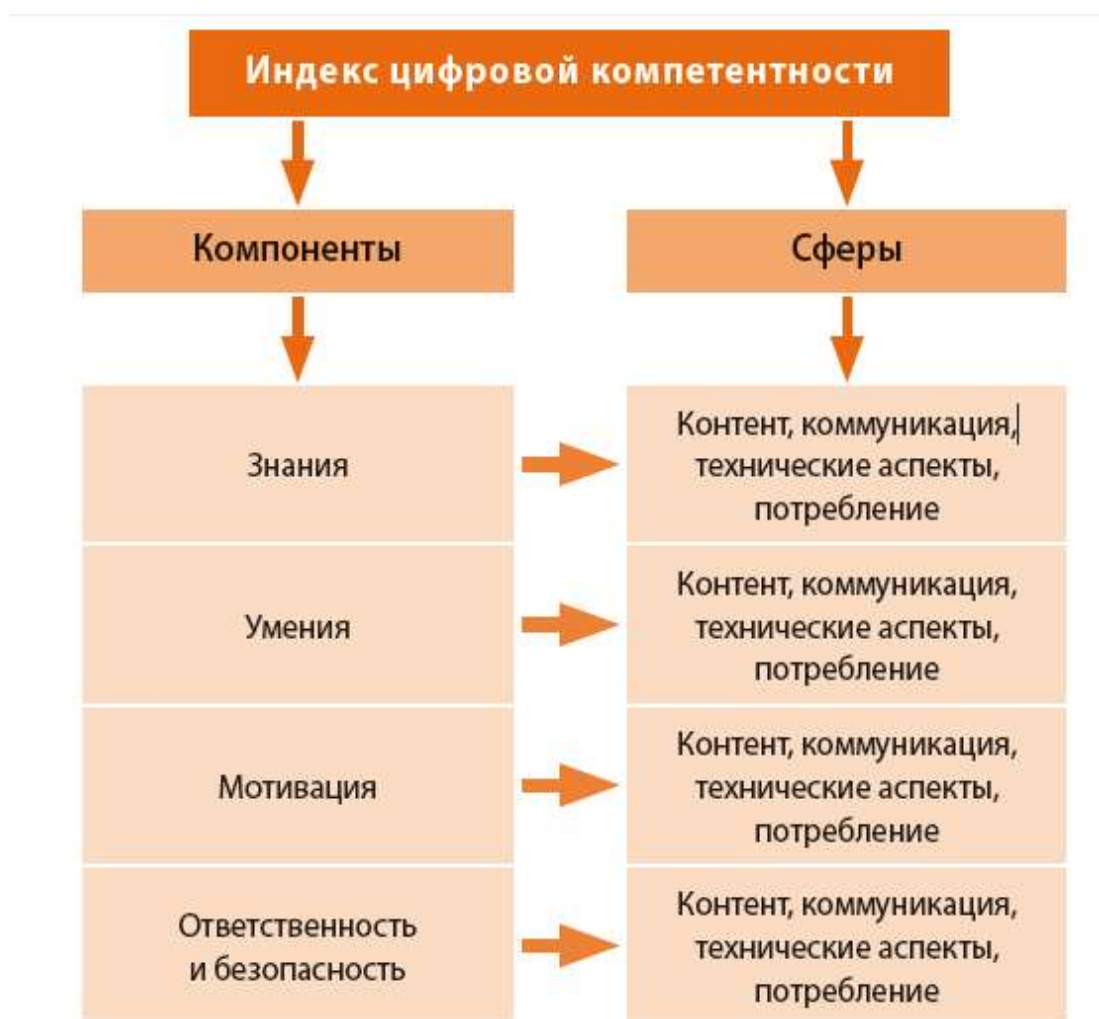 Индекс цифровой компетентности
Компоненты
Сферы
Знания
Контент, коммуникация,
технические аспекты,
потребление
Умения
Контент, коммуникация,
технические аспекты,
потребление
Мотивация
Контент, коммуникация,
технические аспекты,
потребление
Ответственность
и безопасность
Контент, коммуникация,
технические аспекты,
потребление